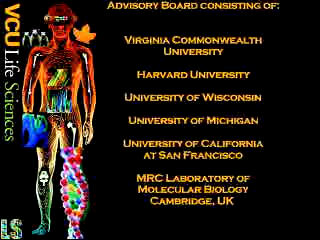 Advisory Board consisting of:
Virginia Commonwealth
University
Harvard University
University of Wisconsin
University of Michigan
University of California
at San Francisco
MRC Laboratory of
Molecular Biology
Cambridge, UK
VCU Life Sciences
LS